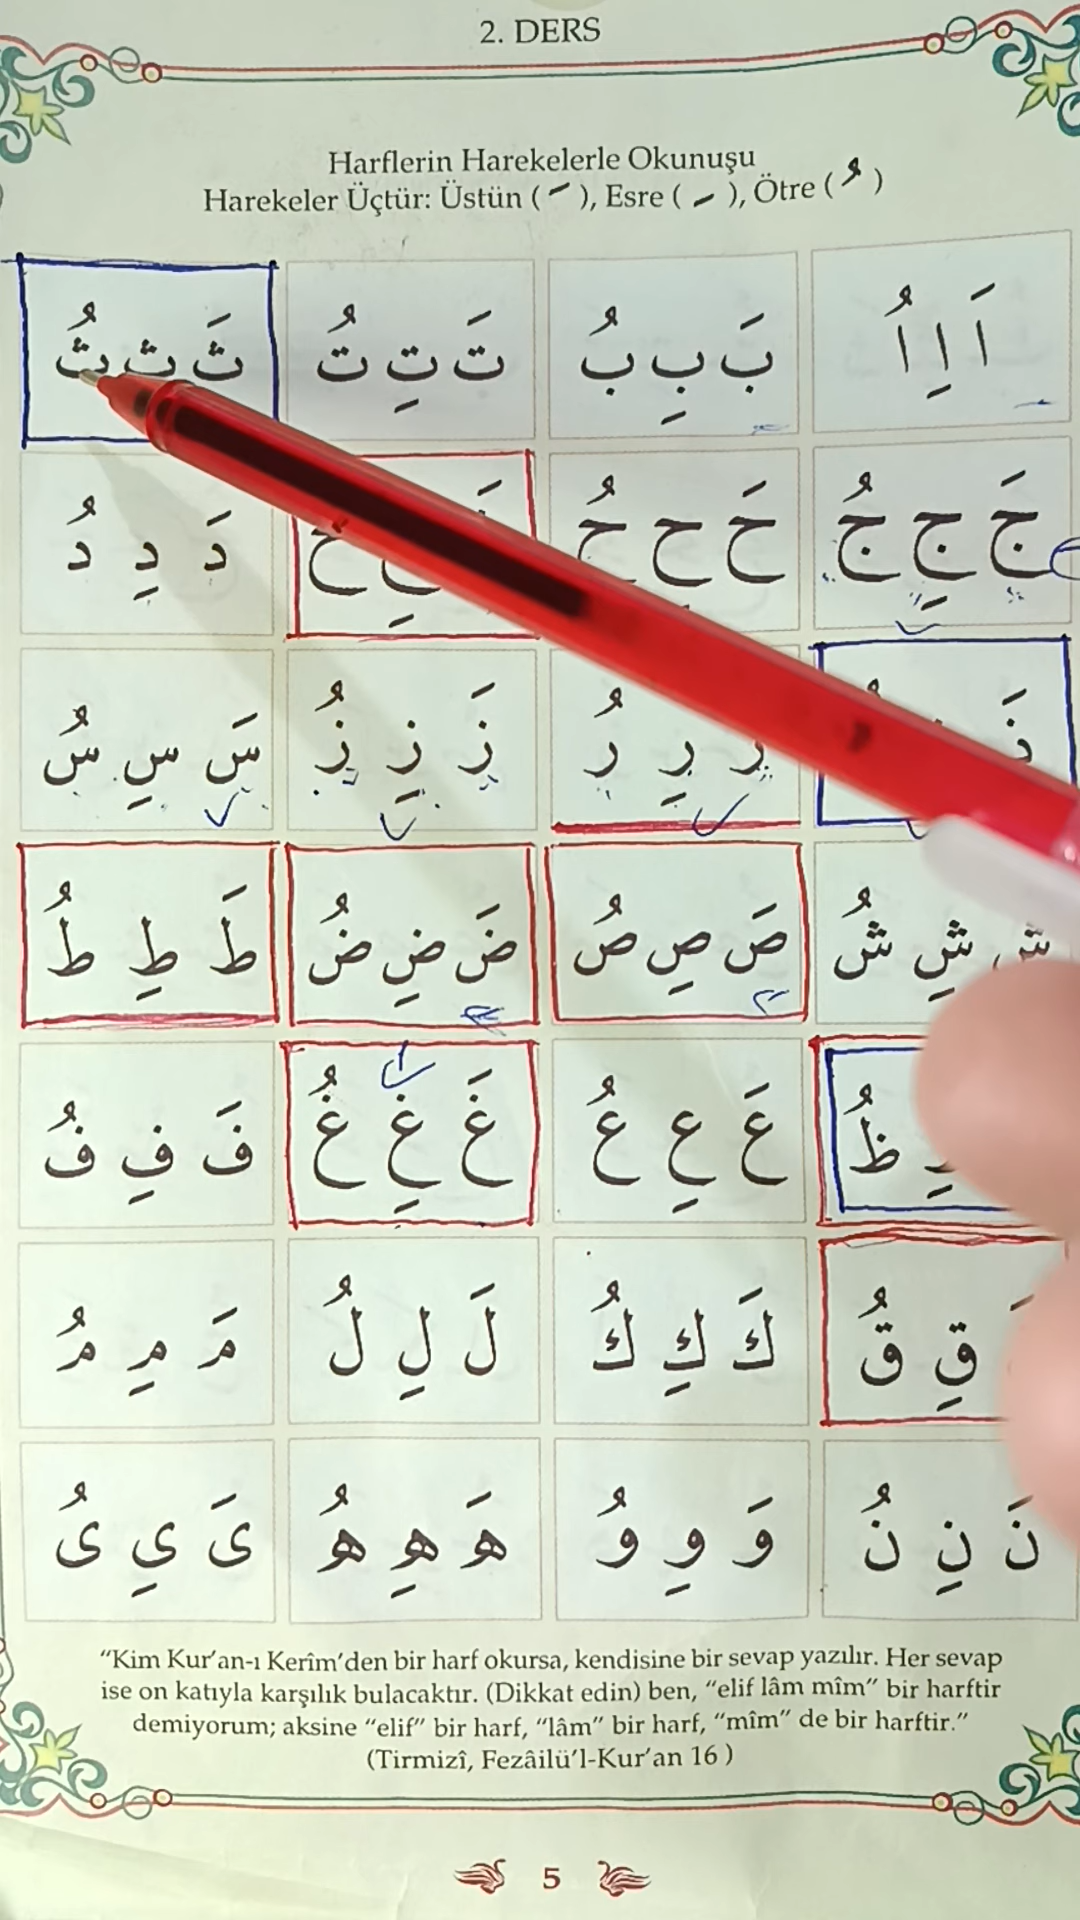 2. DERS
Harflerin Harekelerle Okunuşu
Harekeler Üçtür: Üstün ( َ ), Esre ( ِ ), Ötre ( ُ )
اَ اِ اُ بَ بِ بُ تَ تِ تُ ثَ ثِ ثُ
جَ جِ جُ حَ حِ حُ خِ خُ دَ دِ دُ
ذَ رَ رِ رُ زَ زِ زُ سَ سِ سُ
شَ شِ شُ صَ صِ صُ ضَ ضِ ضُ طَ طِ طُ
ظُ عَ عِ عُ غَ غِ غُ فَ فِ فُ
قِ قُ كَ كِ كُ لَ لِ لُ مَ مِ مُ
نَ نِ نُ وَ وِ وُ هَ هِ هُ ىَ ىِ ىُ
“Kim Kur’an-ı Kerîm’den bir harf okursa, kendisine bir sevap yazılır. Her sevap
ise on katıyla karşılık bulacaktır. (Dikkat edin) ben, “elif lâm mîm” bir harftir
demiyorum; aksine “elif” bir harf, “lâm” bir harf, “mîm” de bir harftir.”
(Tirmizî, Fezâilü’l-Kur’an 16 )
5